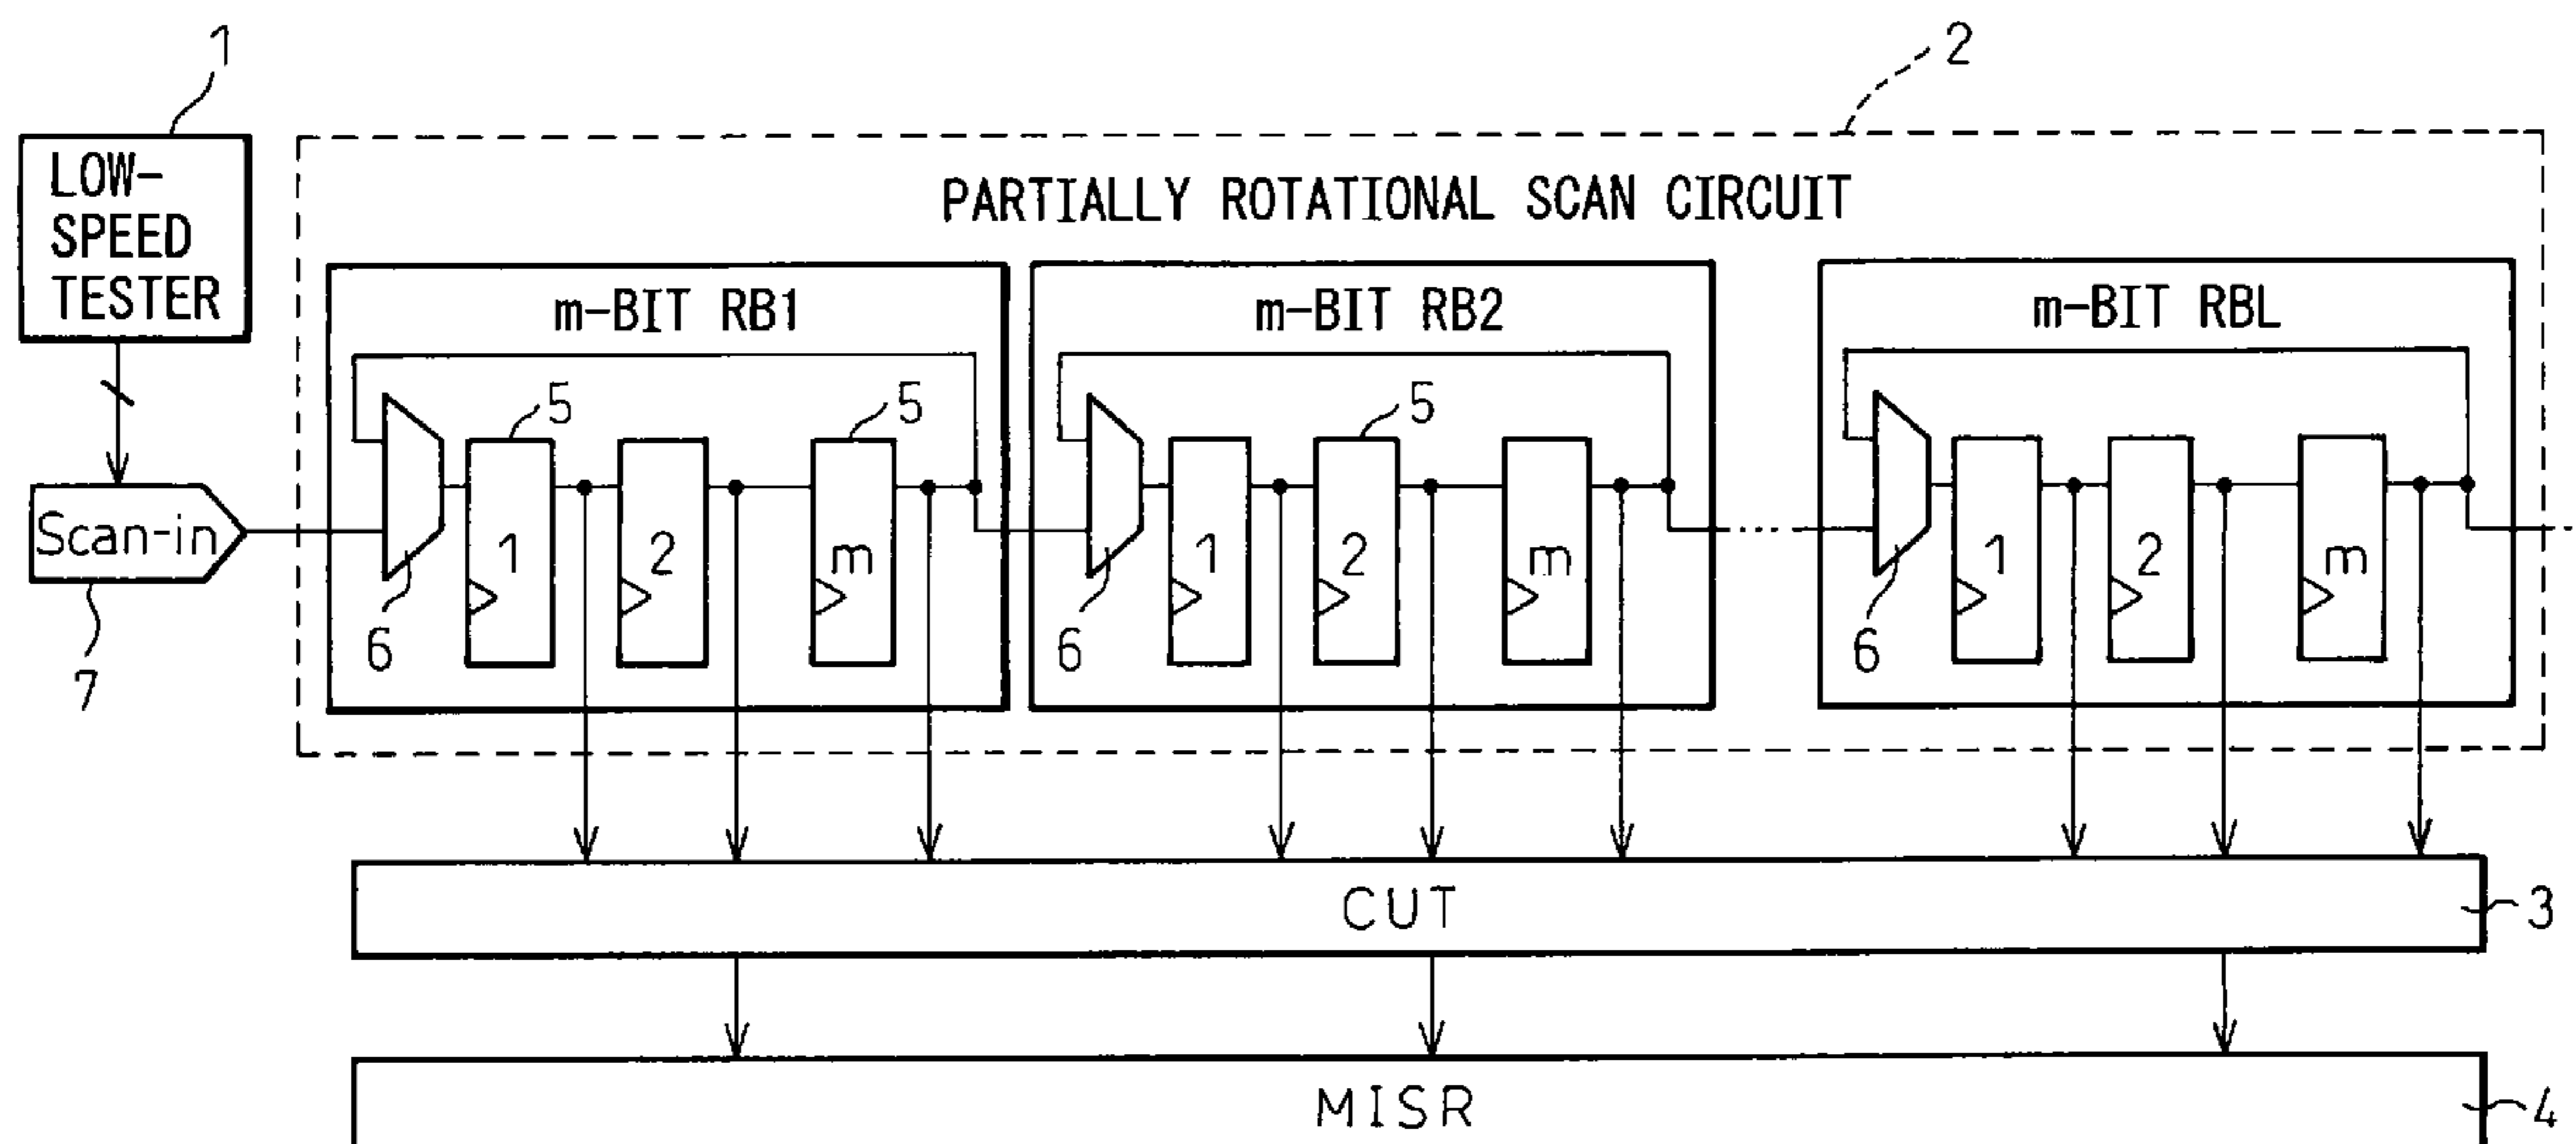 1
2
LOW-
SPEED
TESTER
PARTIALLY ROTATIONAL SCAN CIRCUIT
m-BIT RB1
m-BIT RB2
m-BIT RBL
5
5
5
Scan-in
1
2
m
1
2
m
1
2
m
6
6
6
7
CUT
3
MISR
4